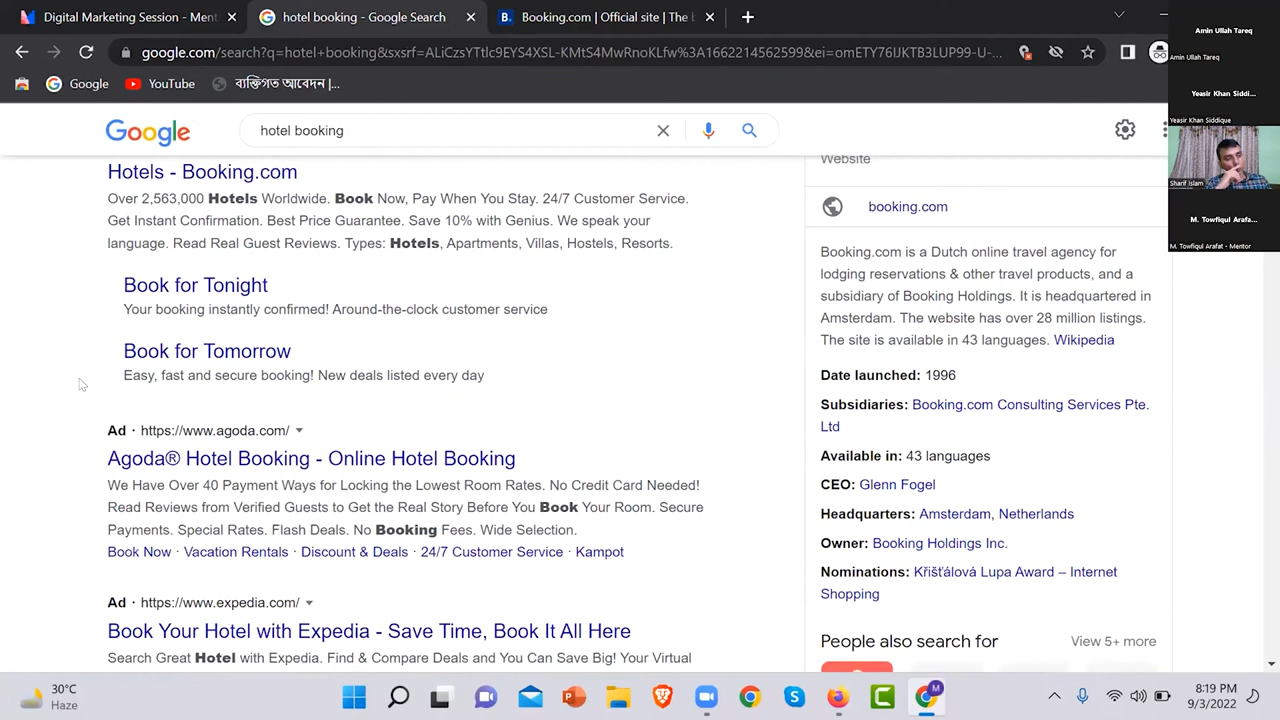 Digital Marketing Session - Ment
hotel booking - Google Search
Booking.com | Official site | The b
google.com/search?q=hotel+booking&sxsrf=ALiCzsYTtlc9EYS4XSL-KMtS4MwRnoKLfw%3A1662214562599&ei=omETY76IJKTB3LUP99-U-...
Google
YouTube
ব্যক্তিগত আবেদন |...
Google
hotel booking
Hotels - Booking.com
Over 2,563,000 Hotels Worldwide. Book Now, Pay When You Stay. 24/7 Customer Service.
Get Instant Confirmation. Best Price Guarantee. Save 10% with Genius. We speak your
language. Read Real Guest Reviews. Types: Hotels, Apartments, Villas, Hostels, Resorts.
Book for Tonight
Your booking instantly confirmed! Around-the-clock customer service
Book for Tomorrow
Easy, fast and secure booking! New deals listed every day
Ad · https://www.agoda.com/
Agoda® Hotel Booking - Online Hotel Booking
We Have Over 40 Payment Ways for Locking the Lowest Room Rates. No Credit Card Needed!
Read Reviews from Verified Guests to Get the Real Story Before You Book Your Room. Secure
Payments. Special Rates. Flash Deals. No Booking Fees. Wide Selection.
Book Now · Vacation Rentals · Discount & Deals · 24/7 Customer Service · Kampot
Ad · https://www.expedia.com/
Book Your Hotel with Expedia - Save Time, Book It All Here
Search Great Hotel with Expedia. Find & Compare Deals and You Can Save Big! Your Virtual
Website
booking.com
Booking.com is a Dutch online travel agency for
lodging reservations & other travel products, and a
subsidiary of Booking Holdings. It is headquartered in
Amsterdam. The website has over 28 million listings.
The site is available in 43 languages. Wikipedia
Date launched: 1996
Subsidiaries: Booking.com Consulting Services Pte.
Ltd
Available in: 43 languages
CEO: Glenn Fogel
Headquarters: Amsterdam, Netherlands
Owner: Booking Holdings Inc.
Nominations: Křišťálová Lupa Award – Internet
Shopping
People also search for
View 5+ more
Amin Ullah Tareq
Amin Ullah Tareq
Yeasir Khan Siddi...
Yeasir Khan Siddique
Sharif islam
M. Towfiqul Arafa...
M. Towfiqul Arafat - Mentor
30°C
Haze
8:19 PM
9/3/2022